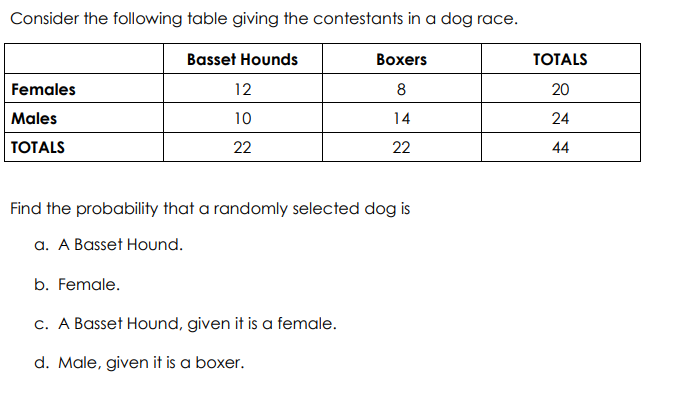 Consider the following table giving the contestants in a dog race.
Basset Hounds Boxers TOTALS
Females 12 8 20
Males 10 14 24
TOTALS 22 22 44
Find the probability that a randomly selected dog is
a. A Basset Hound.
b. Female.
c. A Basset Hound, given it is a female.
d. Male, given it is a boxer.